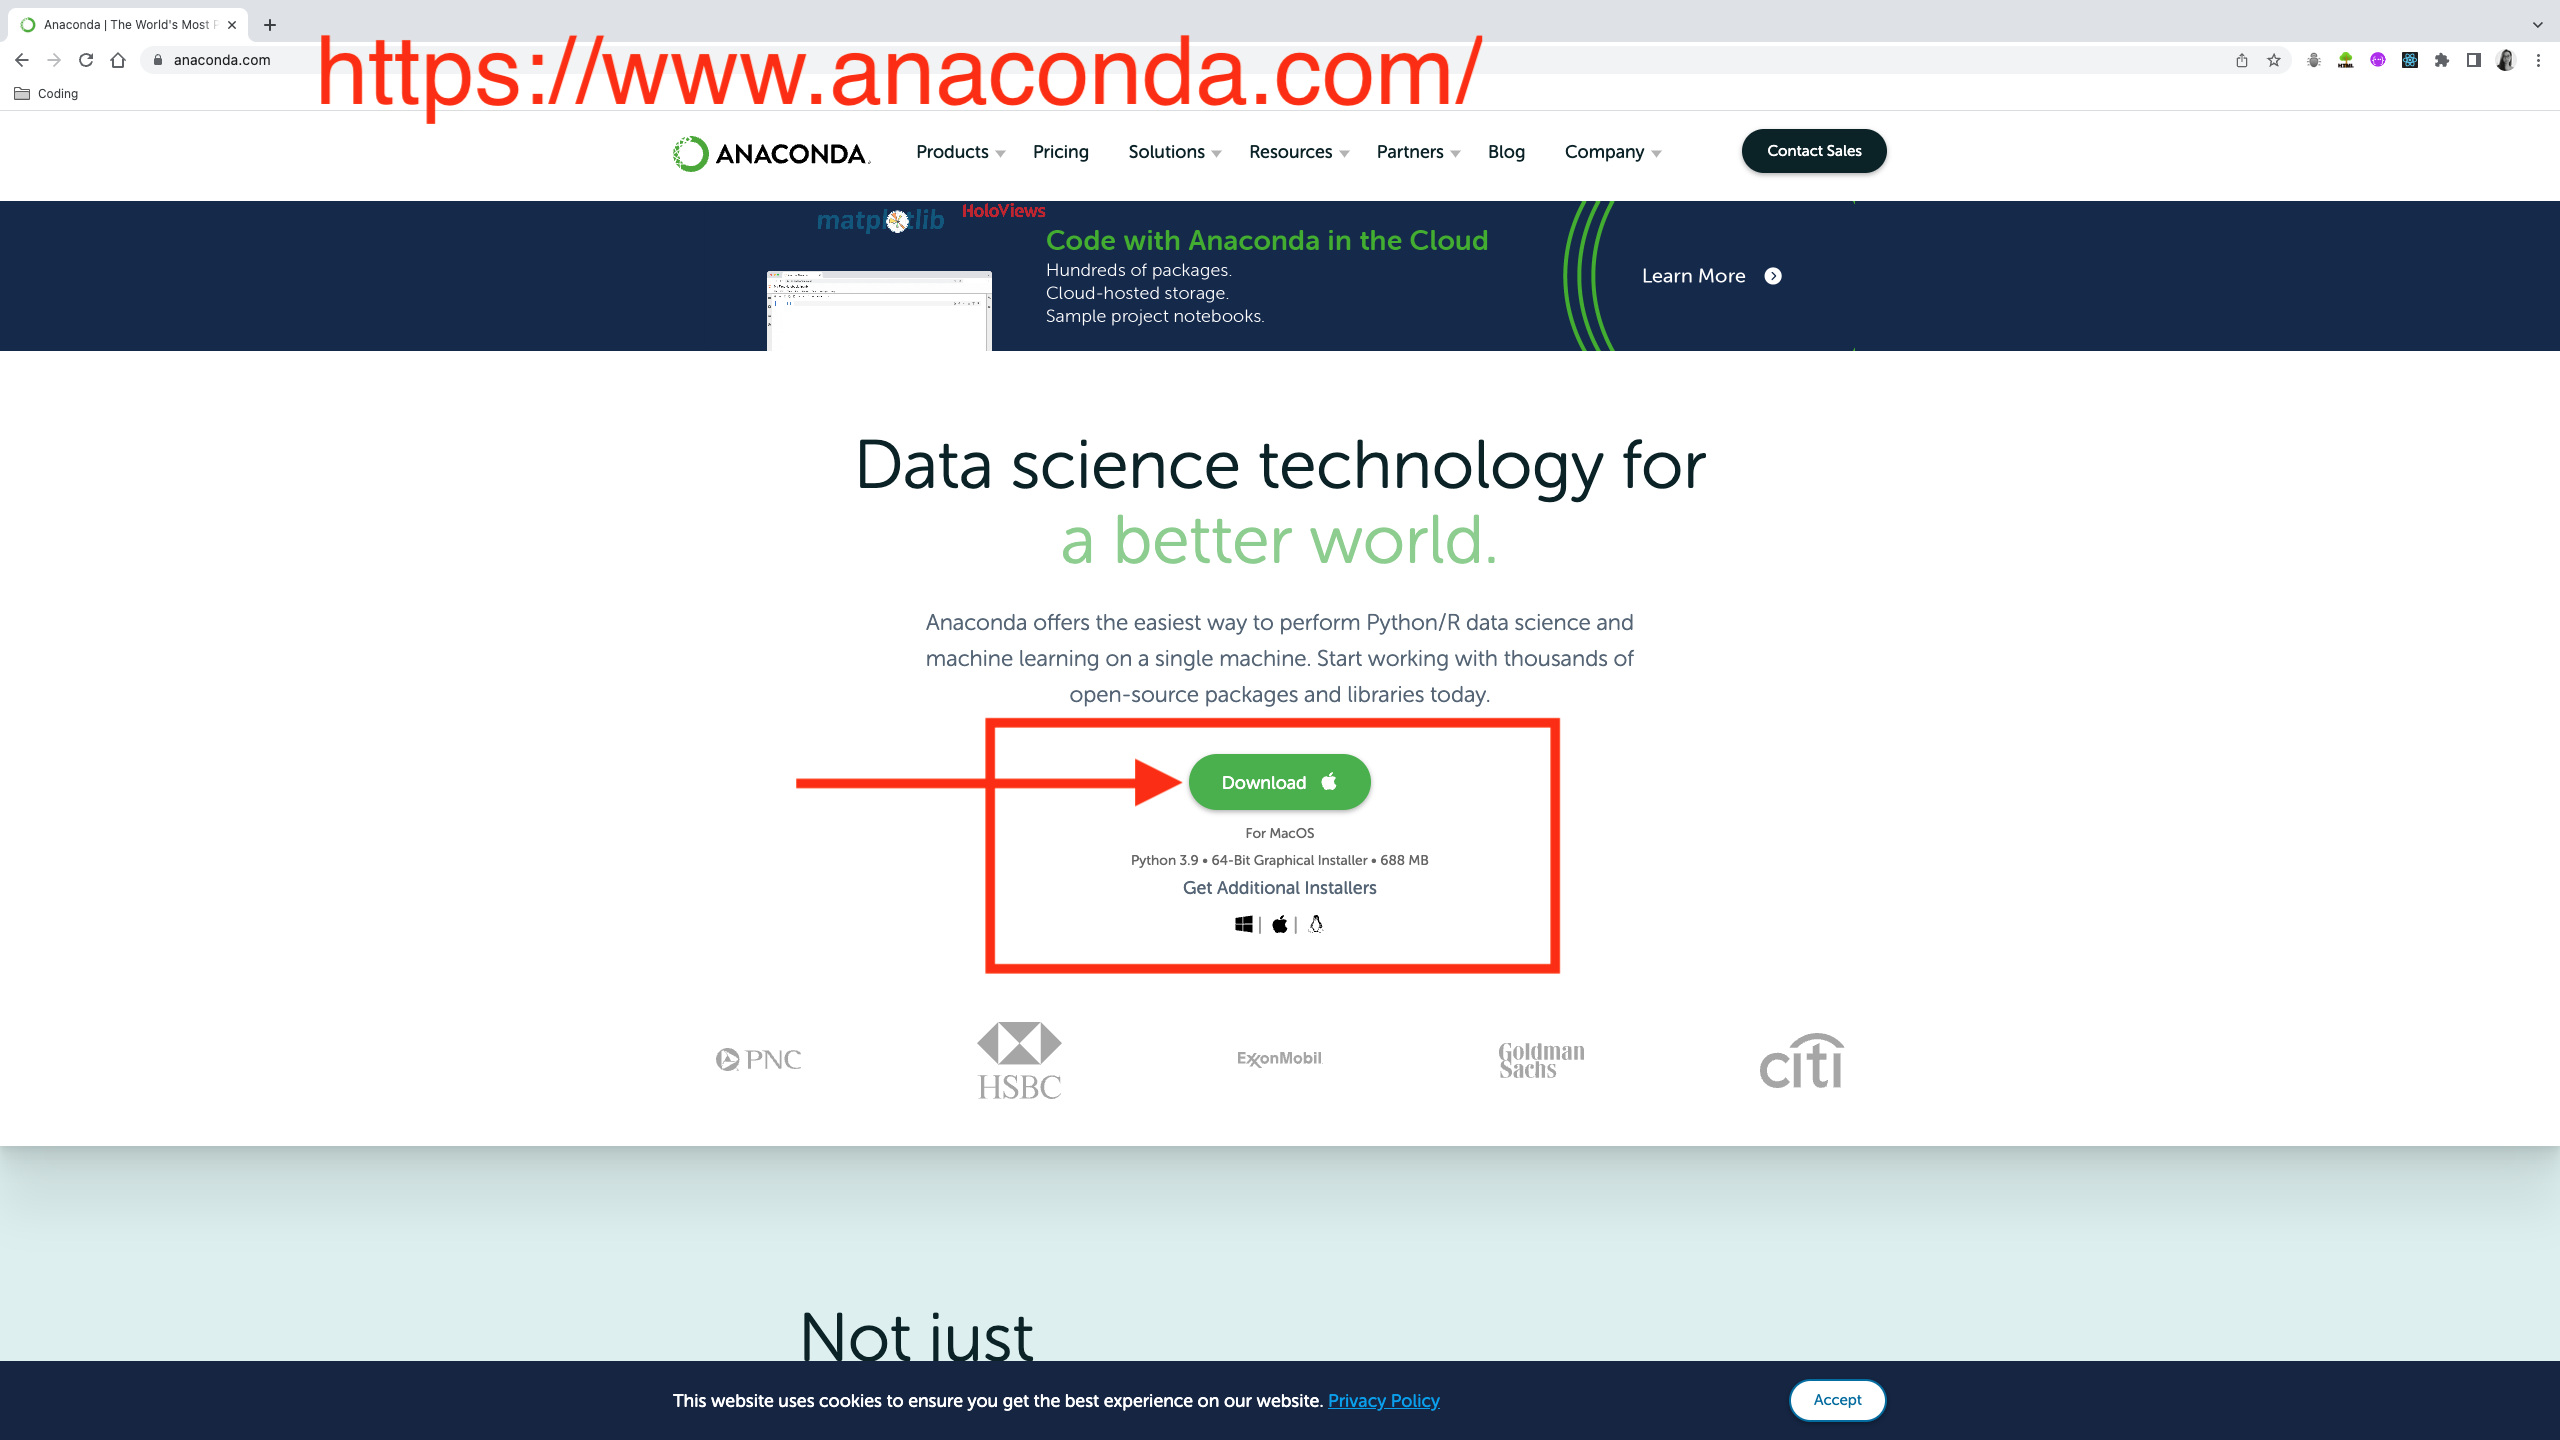 Anaconda | The World's Most P
anaconda.com
https://www.anaconda.com/
Coding
ANACONDA
Products
Pricing
Solutions
Resources
Partners
Blog
Company
Contact Sales
matplotlib
HoloViews
Code with Anaconda in the Cloud
Hundreds of packages.
Cloud-hosted storage.
Sample project notebooks.
Learn More
Data science technology for
a better world.
Anaconda offers the easiest way to perform Python/R data science and
machine learning on a single machine. Start working with thousands of
open-source packages and libraries today.
Download
For MacOS
Python 3.9 • 64-Bit Graphical Installer • 688 MB
Get Additional Installers
PNC
HSBC
ExxonMobil
Goldman
Sachs
citi
Not just
This website uses cookies to ensure you get the best experience on our website. Privacy Policy
Accept